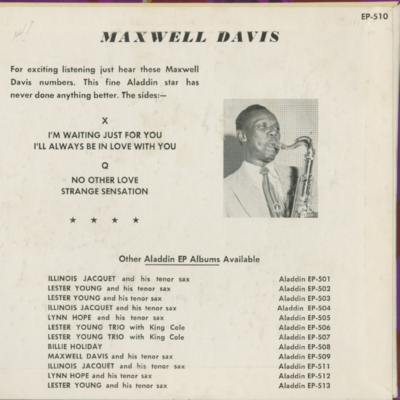 EP-510
MAXWELL DAVIS
For exciting listening just hear these Maxwell
Davis numbers. This fine Aladdin star has
never done anything better. The sides:—
X
I'M WAITING JUST FOR YOU
I'LL ALWAYS BE IN LOVE WITH YOU
Q
NO OTHER LOVE
STRANGE SENSATION
★ ★ ★ ★
Other Aladdin EP Albums Available
ILLINOIS JACQUET and his tenor sax Aladdin EP-501
LESTER YOUNG and his tenor sax Aladdin EP-502
LESTER YOUNG and his tenor sax Aladdin EP-503
ILLINOIS JACQUET and his tenor sax Aladdin EP-504
LYNN HOPE and his tenor sax Aladdin EP-505
LESTER YOUNG TRIO with King Cole Aladdin EP-506
LESTER YOUNG TRIO with King Cole Aladdin EP-507
BILLIE HOLIDAY Aladdin EP-508
MAXWELL DAVIS and his tenor sax Aladdin EP-509
ILLINOIS JACQUET and his tenor sax Aladdin EP-511
LYNN HOPE and his tenor sax Aladdin EP-512
LESTER YOUNG and his tenor sax Aladdin EP-513